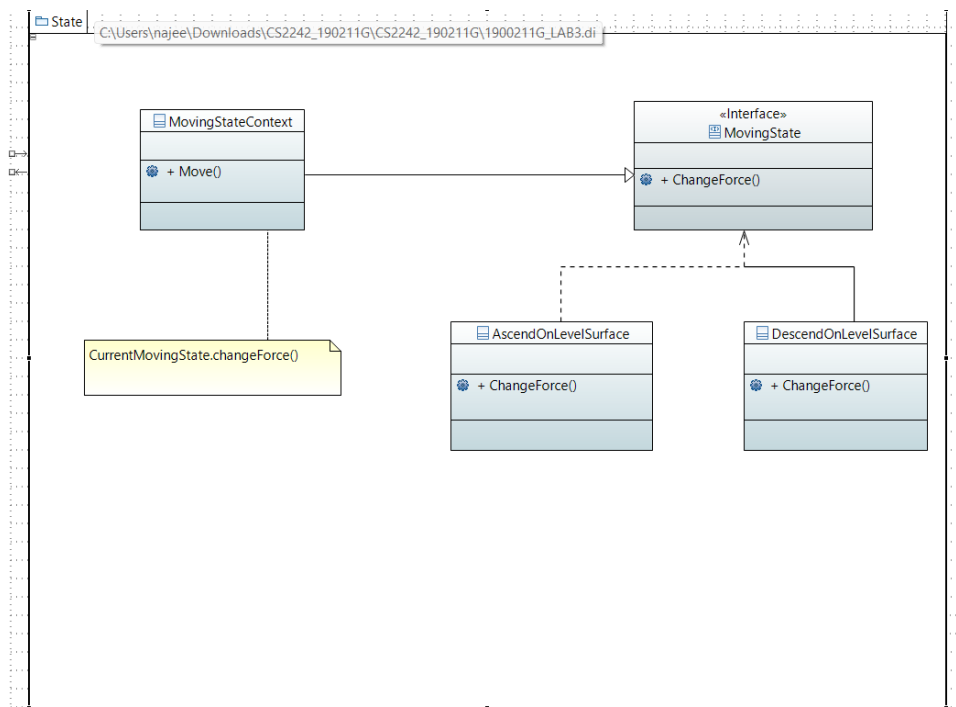 State
C:\Users\najee\Downloads\CS2242_190211G\CS2242_190211G\1900211G_LAB3.di
MovingStateContext
+ Move()
«Interface»
MovingState
+ ChangeForce()
CurrentMovingState.changeForce()
AscendOnLevelSurface
+ ChangeForce()
DescendOnLevelSurface
+ ChangeForce()